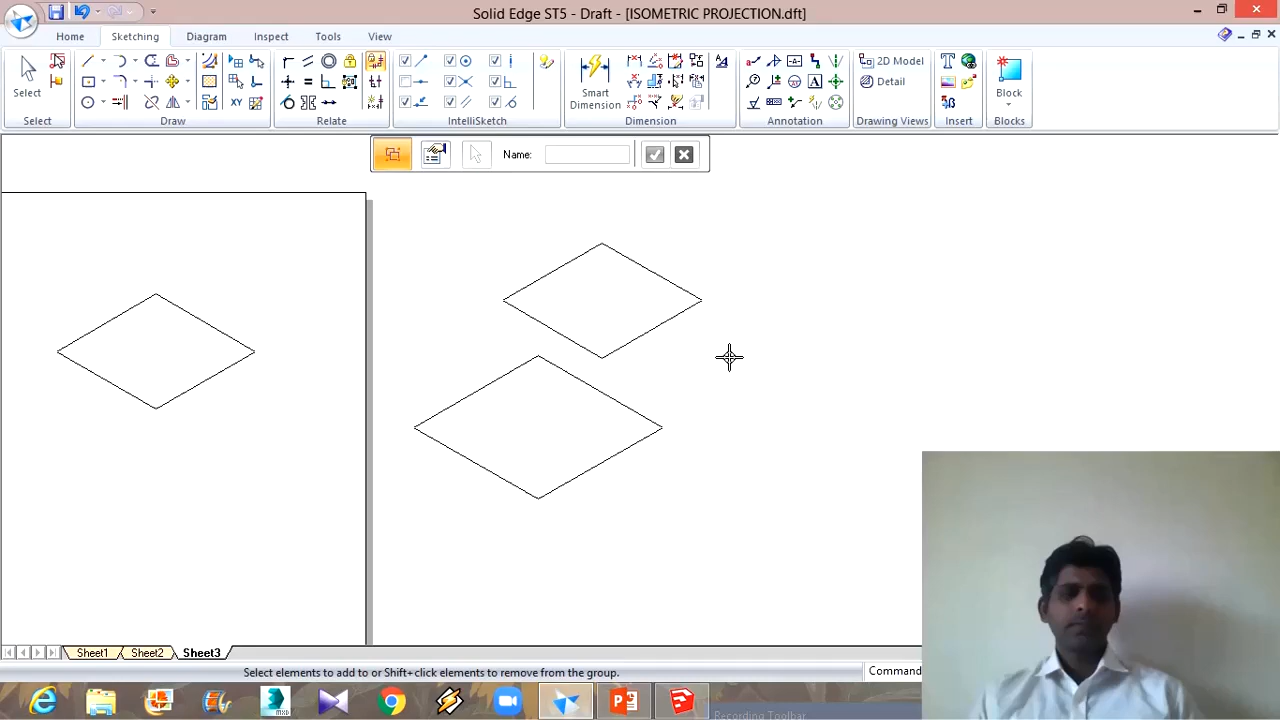 Solid Edge ST5 - Draft - [ISOMETRIC PROJECTION.dft]
Home Sketching Diagram Inspect Tools View
Select
Smart
Dimension
2D Model
Detail
Block
Select Draw Relate IntelliSketch Dimension Annotation Drawing Views Insert Blocks
Name:
Sheet1 Sheet2 Sheet3
Select elements to add to or Shift+click elements to remove from the group.
Command
Recording Toolbar